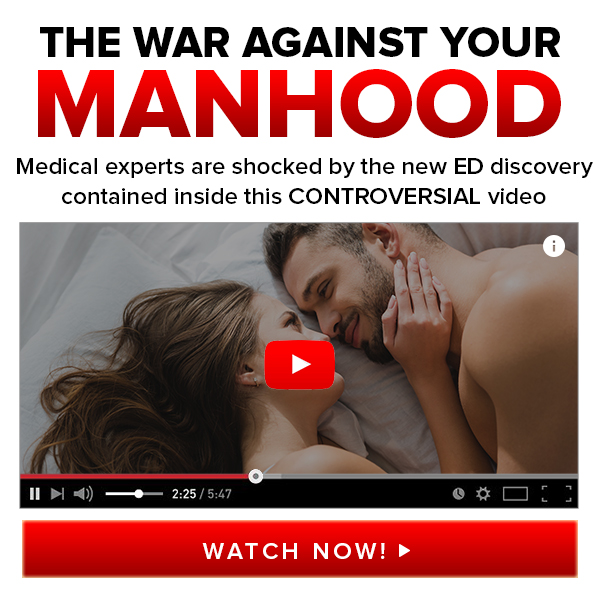 THE WAR AGAINST YOUR
MANHOOD
Medical experts are shocked by the new ED discovery
contained inside this CONTROVERSIAL video
i
2:25 / 5:47
WATCH NOW!